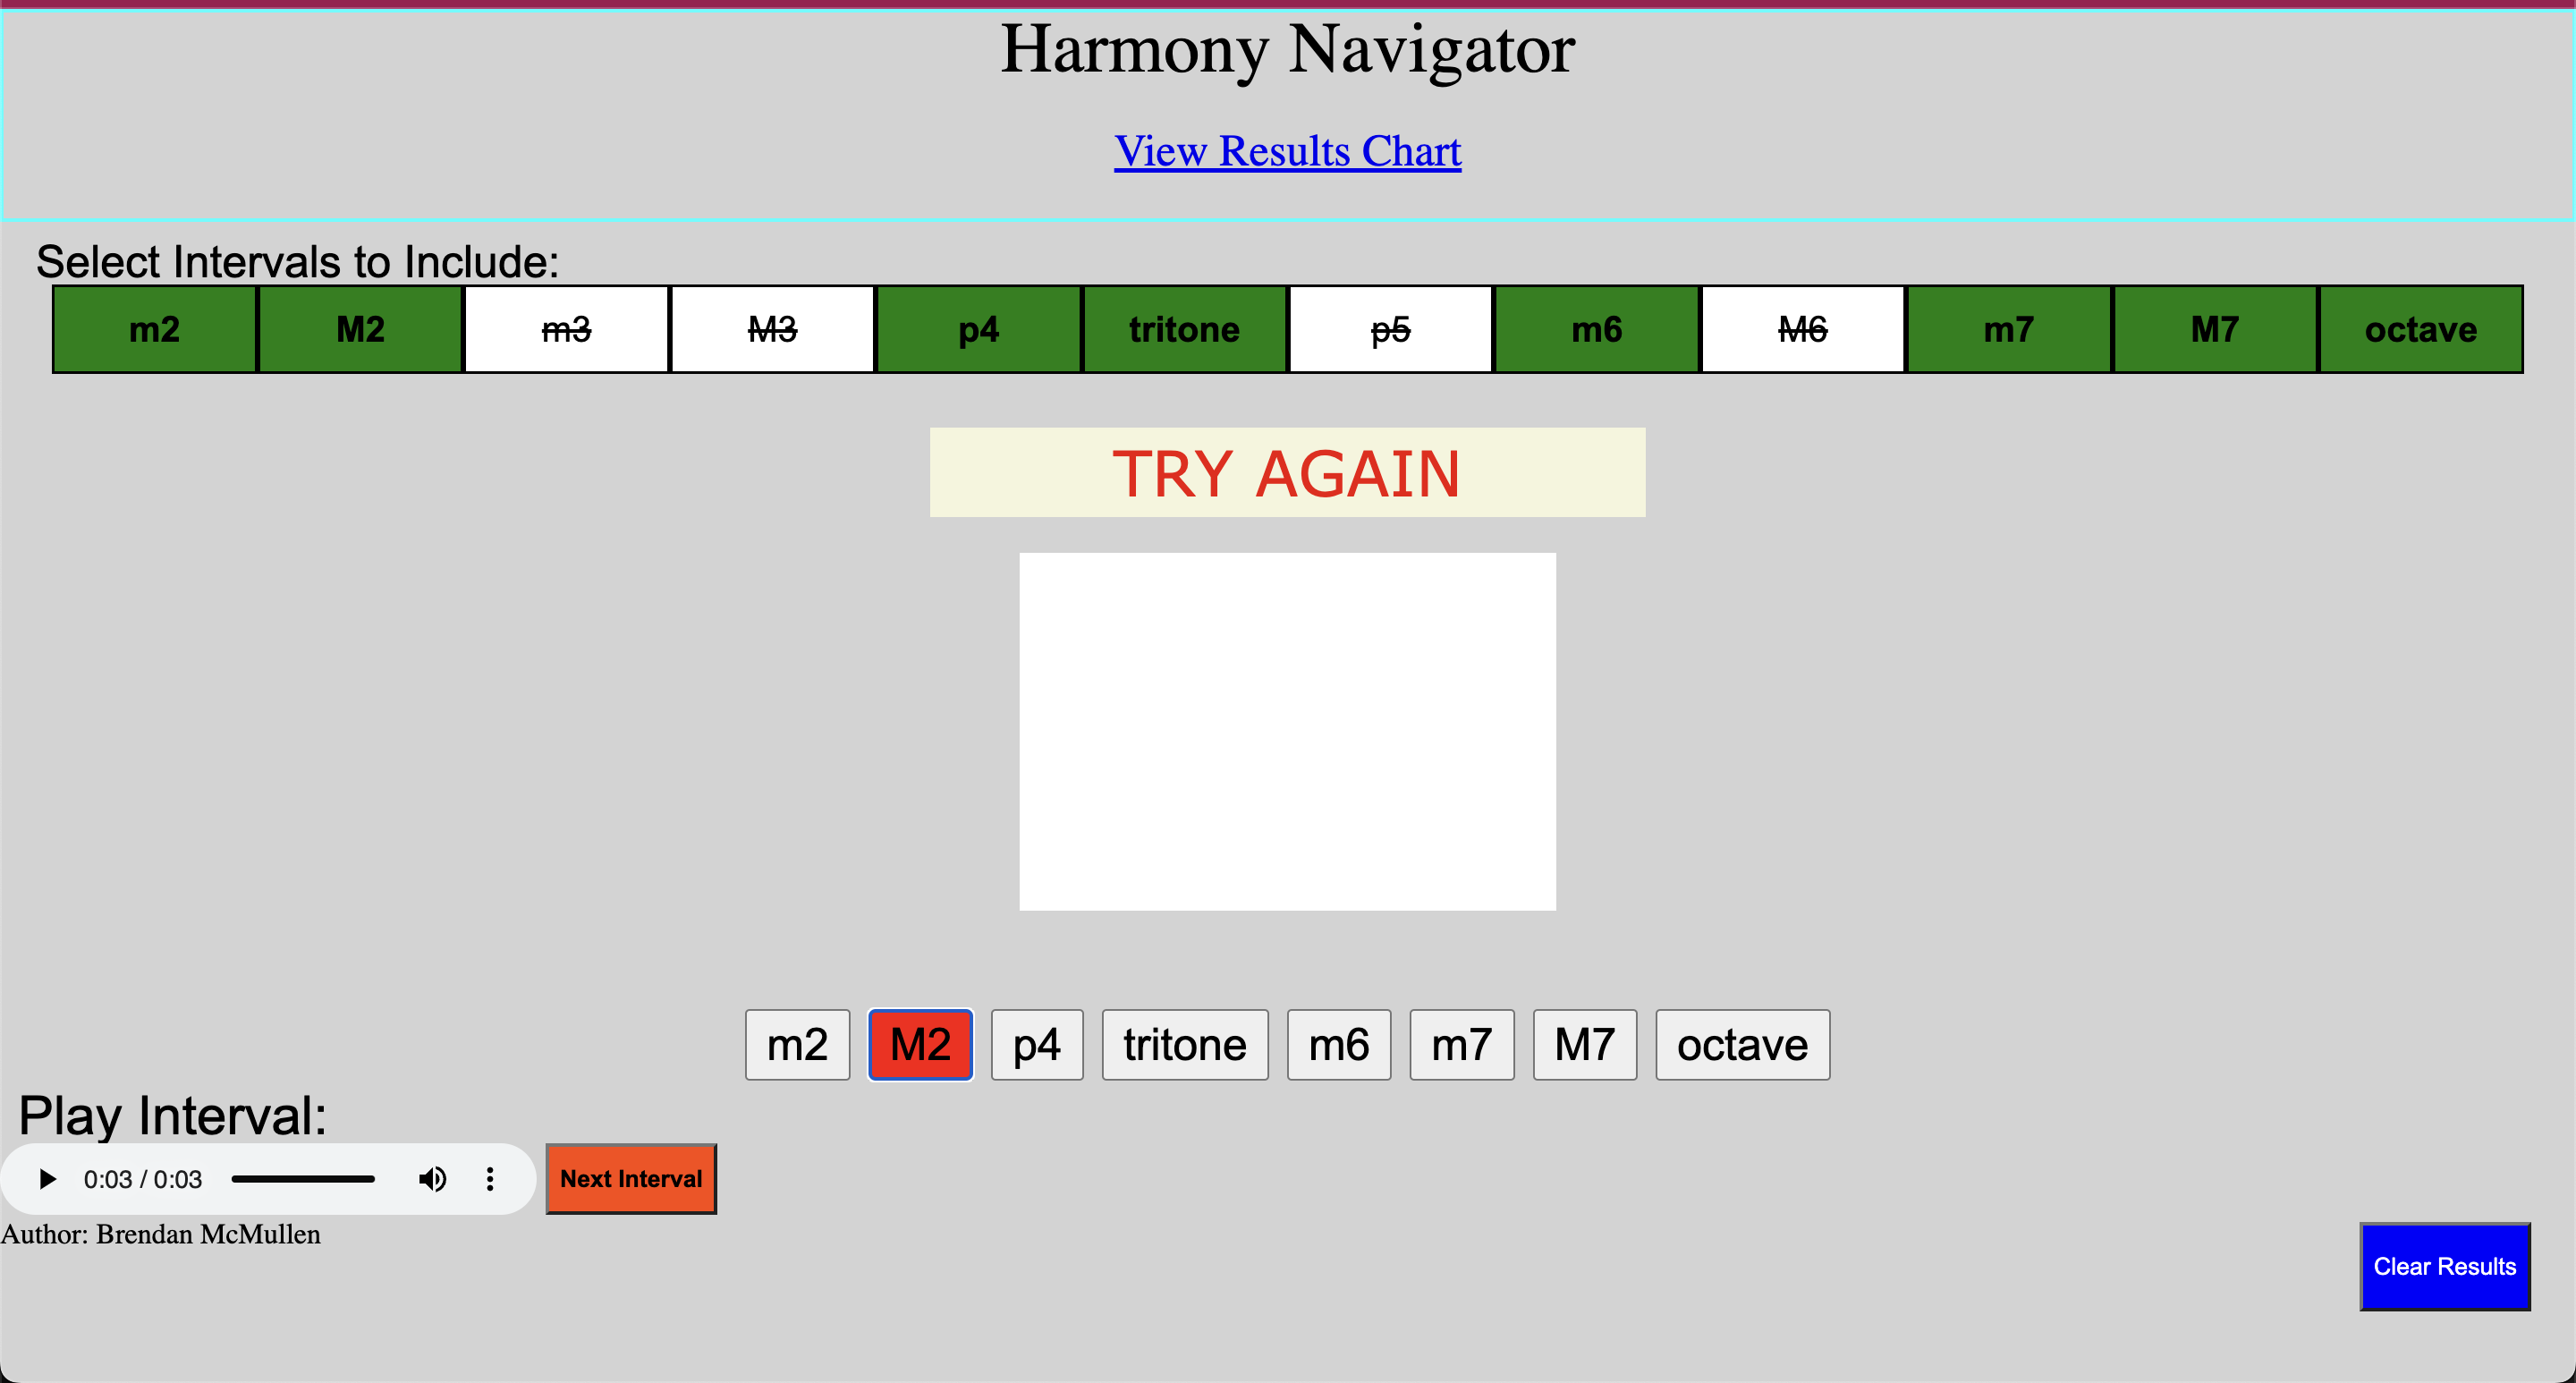 Harmony Navigator
View Results Chart
Select Intervals to Include:
m2 M2 m3 M3 p4 tritone p5 m6 M6 m7 M7 octave
TRY AGAIN
m2 M2 p4 tritone m6 m7 M7 octave
Play Interval:
0:03 / 0:03 Next Interval
Author: Brendan McMullen
Clear Results